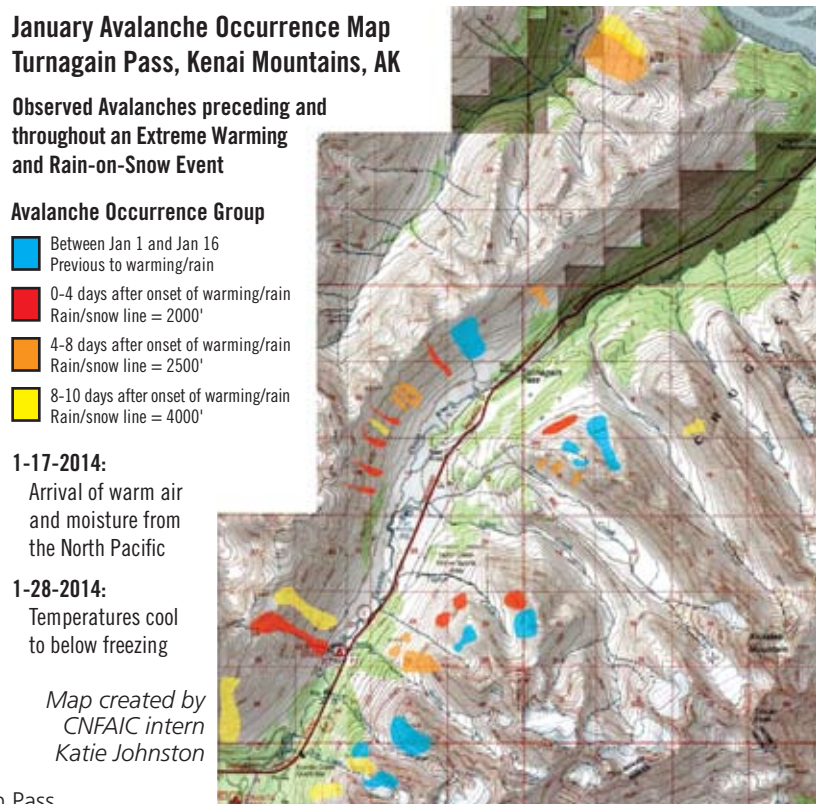 January Avalanche Occurrence Map
Turnagain Pass, Kenai Mountains, AK
Observed Avalanches preceding and
throughout an Extreme Warming
and Rain-on-Snow Event
Avalanche Occurrence Group
Between Jan 1 and Jan 16
Previous to warming/rain
0-4 days after onset of warming/rain
Rain/snow line = 2000'
4-8 days after onset of warming/rain
Rain/snow line = 2500'
8-10 days after onset of warming/rain
Rain/snow line = 4000'
1-17-2014:
Arrival of warm air
and moisture from
the North Pacific
1-28-2014:
Temperatures cool
to below freezing
Map created by
CNFAIC intern
Katie Johnston
Pass
Turnagain
Pass
CHUGACH
Mountain